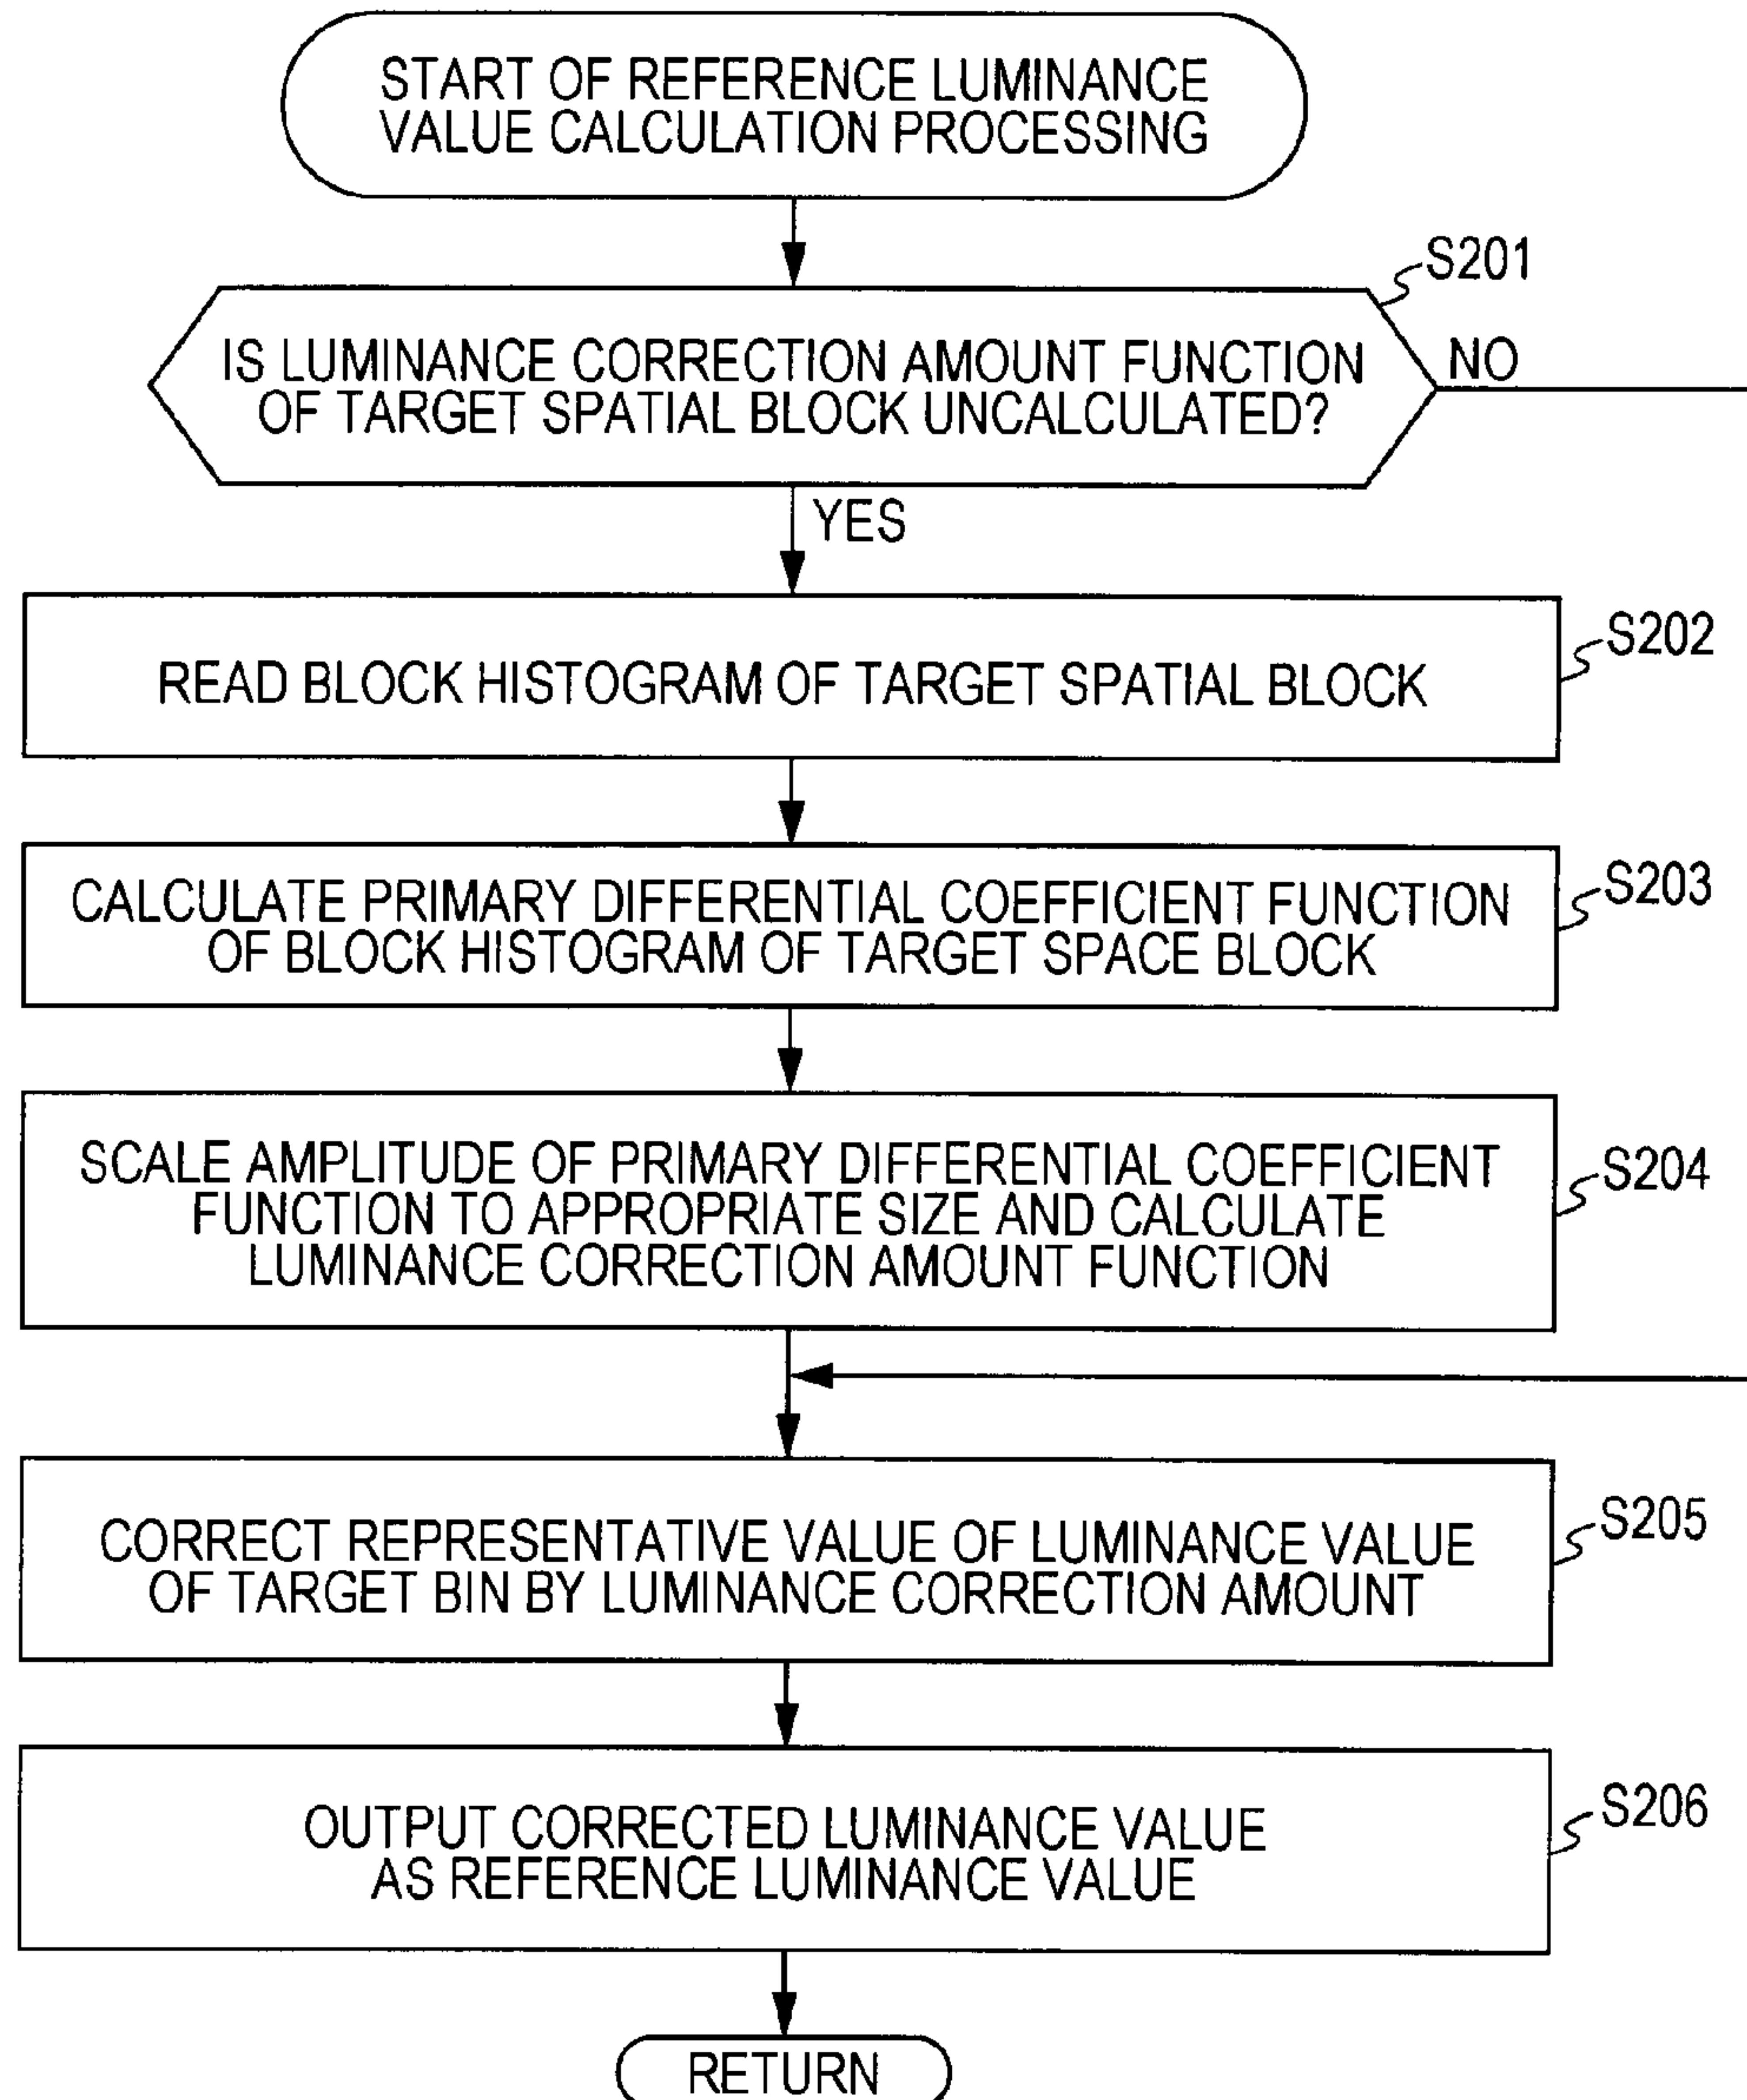 START OF REFERENCE LUMINANCE
VALUE CALCULATION PROCESSING
S201
IS LUMINANCE CORRECTION AMOUNT FUNCTION
OF TARGET SPATIAL BLOCK UNCALCULATED?
NO
YES
S202
READ BLOCK HISTOGRAM OF TARGET SPATIAL BLOCK
S203
CALCULATE PRIMARY DIFFERENTIAL COEFFICIENT FUNCTION
OF BLOCK HISTOGRAM OF TARGET SPACE BLOCK
S204
SCALE AMPLITUDE OF PRIMARY DIFFERENTIAL COEFFICIENT
FUNCTION TO APPROPRIATE SIZE AND CALCULATE
LUMINANCE CORRECTION AMOUNT FUNCTION
S205
CORRECT REPRESENTATIVE VALUE OF LUMINANCE VALUE
OF TARGET BIN BY LUMINANCE CORRECTION AMOUNT
S206
OUTPUT CORRECTED LUMINANCE VALUE
AS REFERENCE LUMINANCE VALUE
RETURN